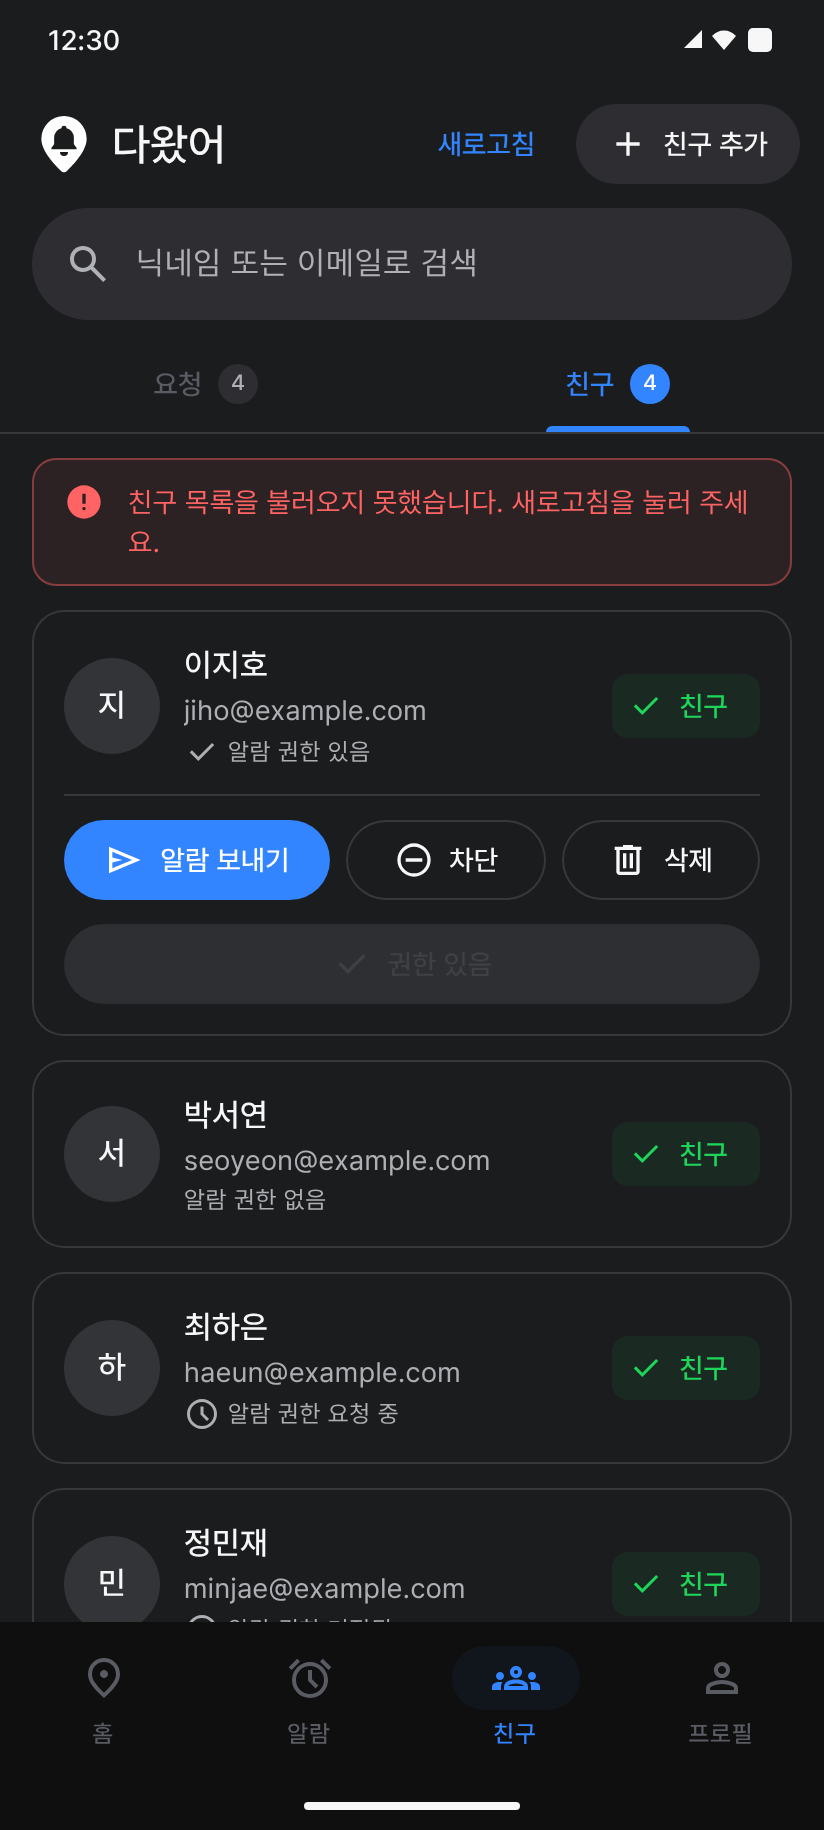 12:30
다왔어
새로고침
친구 추가
닉네임 또는 이메일로 검색
요청 4
친구 4
친구 목록을 불러오지 못했습니다. 새로고침을 눌러 주세
요.
이지호
지
jiho@example.com
친구
알람 권한 있음
알람 보내기
차단
삭제
권한 있음
박서연
서
seoyeon@example.com
친구
알람 권한 없음
최하은
하
haeun@example.com
친구
알람 권한 요청 중
정민재
민
minjae@example.com
친구
알람 권한
홈
알람
친구
프로필